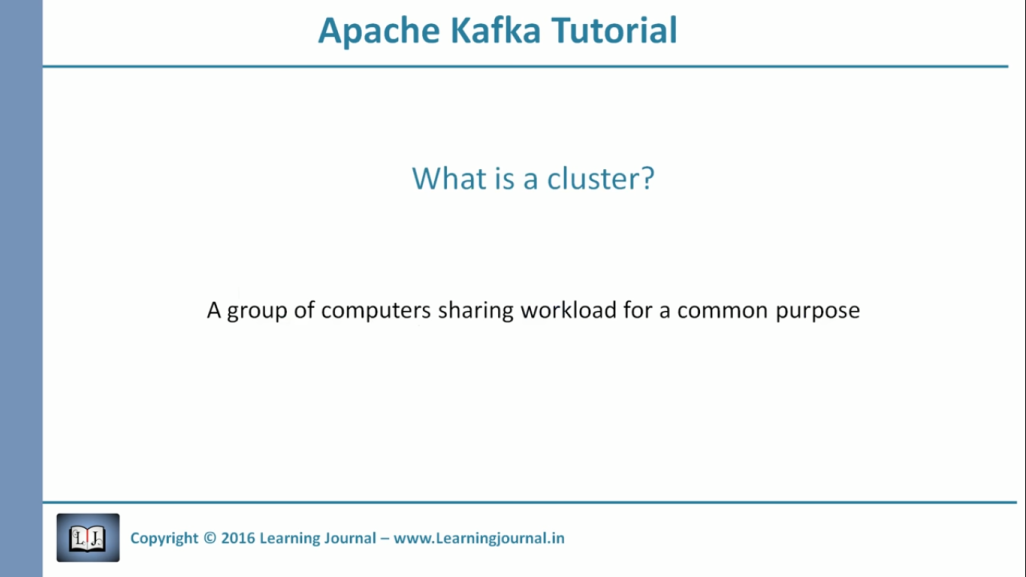 Apache Kafka Tutorial
What is a cluster?
A group of computers sharing workload for a common purpose
L J
Copyright © 2016 Learning Journal – www.Learningjournal.in